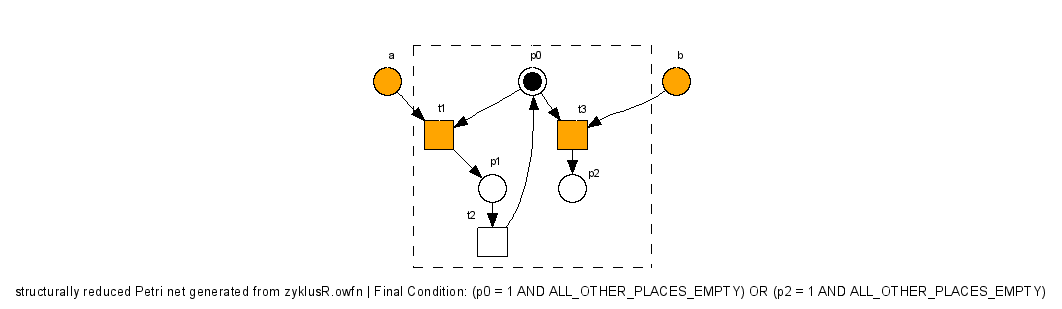 a
p0
b
t1
t3
p1
p2
t2
structurally reduced Petri net generated from zyklusR.owfn | Final Condition: (p0 = 1 AND ALL_OTHER_PLACES_EMPTY) OR (p2 = 1 AND ALL_OTHER_PLACES_EMPTY)